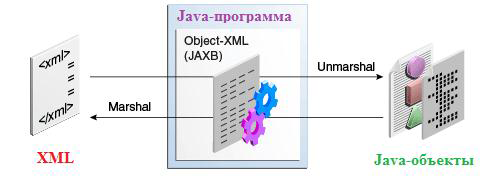 Java-программа
Object-XML
(JAXB)
<xml>
=
=
=
</xml>
Unmarshal
Marshal
XML
Java-объекты